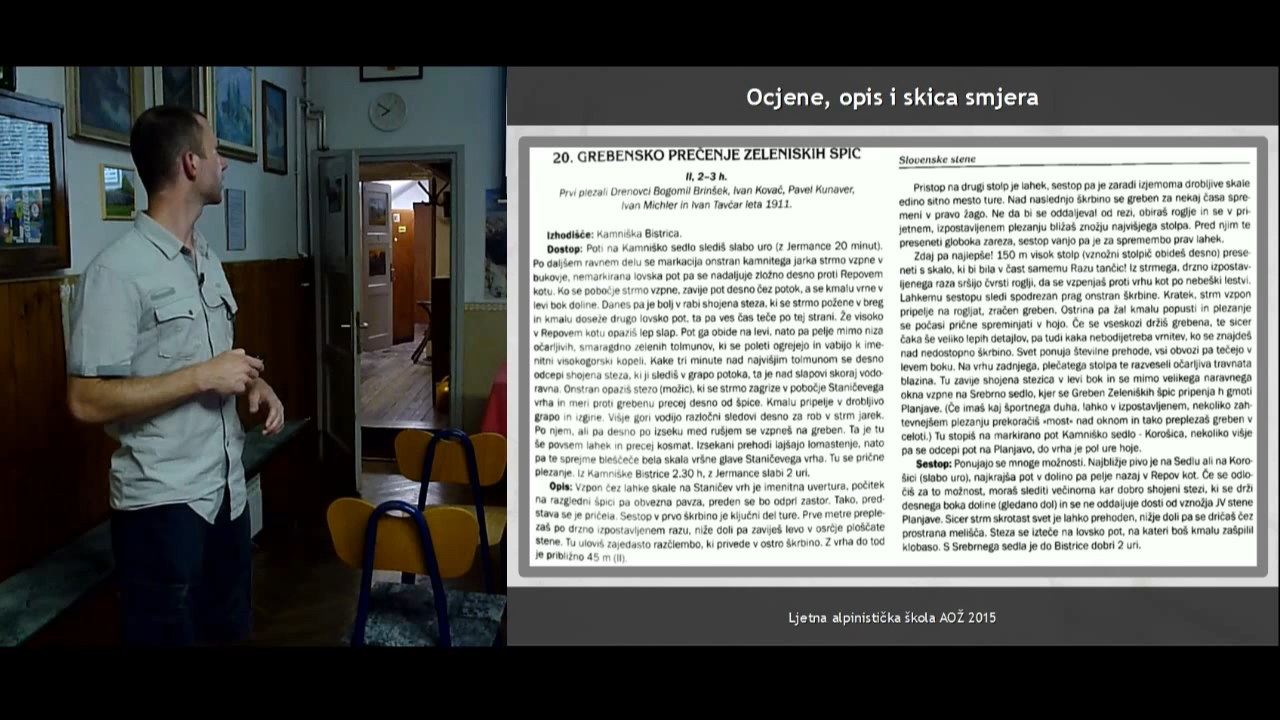 Ocjene, opis i skica smjera
20. GREBENSKO PREČENJE ZELENIŠKIH ŠPIC
II, 2–3 h.
Prvi plezali Drenovci Bogomil Brinšek, Ivan Kovač, Pavel Kunaver,
Ivan Michler in Ivan Tavčar leta 1911.
Izhodišče: Kamniška Bistrica.
Dostop: Poti na Kamniško sedlo slediš slabo uro (z Jermance 20 minut).
Po daljšem ravnem delu se markacija onstran kamnitega jarka strmo vzpne v
bukovje, nemarkirana lovska pot pa se nadaljuje zložno desno proti Repovem
kotu. Ko se pobočje strmo vzpne, zavije pot desno čez potok, a se kmalu vrne v
levi bok doline. Danes pa je bolj v rabi shojena steza, ki se strmo požene v breg
in kmalu doseže drugo lovsko pot, ta pa ves čas teče po tej strani. Že visoko
v Repovem kotu opaziš lep slap. Pot ga obide na levi, nato pa pelje mimo niza
očarljivih, smaragdno zelenih tolmunov, ki se poleti ogrejejo in vabijo k ime-
nitni visokogorski kopeli. Kake tri minute nad najvišjim tolmunom se desno
odcepi shojena steza, ki ji slediš v grapo potoka, ta je nad slapovi skoraj vodo-
ravna. Onstran opaziš stezo (možic), ki se strmo zagrize v pobočje Staničevega
vrha in meri proti grebenu precej desno od špice. Kmalu pripelje v drobljivo
grapo in izgine. Više gori vodijo razločni sledovi desno za rob v strm jarek.
Po njem, ali pa desno po izseku med rušjem se vzpneš na greben. Ta je tu
še povsem lahek in precej kosmat. Izsekani prehodi lajšajo lomastenje, nato
pa te sprejme bleščeče bela skala vršne glave Staničevega vrha. Tu se prične
plezanje. Iz Kamniške Bistrice 2.30 h, z Jermance slabi 2 uri.
Opis: Vzpon čez lahke skale na Staničev vrh je imenitna uvertura, počitek
na razgledni špici pa obvezna pavza, preden se bo odprl zastor. Tako, pred-
stava se je pričela. Sestop v prvo škrbino je ključni del ture. Prve metre preple-
zaš po drzno izpostavljenem razu, niže doli pa zaviješ levo v osrčje ploščate
stene. Tu uloviš zajedasto razčlembo, ki privede v ostro škrbino. Z vrha do tod
je približno 45 m (II).
Slovenske stene
Pristop na drugi stolp je lahek, sestop pa je zaradi izjemoma drobljive skale
edino sitno mesto ture. Nad naslednjo škrbino se greben za nekaj časa spre-
meni v pravo žago. Ne da bi se oddaljeval od rezi, obiraš roglje in se v pri-
jetnem, izpostavljenem plezanju bližaš znožju najvišjega stolpa. Pred njim te
preseneti globoka zareza, sestop vanjo pa je za spremembo prav lahek.
Zdaj pa najlepše! 150 m visok stolp (vznožni stolpič obideš desno) prese-
neti s skalo, ki bi bila v čast samemu Razu tančic! Iz strmega, drzno izpostav-
ljenega raza sršijo čvrsti roglji, da se vzpenjaš proti vrhu kot po nebeški lestvi.
Lahkemu sestopu sledi spodrezan prag onstran škrbine. Kratek, strm vzpon
pripelje na rogljat, zračen greben. Ostrina pa žal kmalu popusti in plezanje
se počasi prične spreminjati v hojo. Če se vseskozi držiš grebena, te sicer
čaka še veliko lepih detajlov, pa tudi kaka nebodijetreba vrnitev, ko se znajdeš
nad nedostopno škrbino. Svet ponuja številne prehode, vsi obvozi pa tečejo v
levem boku. Na vrhu zadnjega, plečatega stolpa te razveseli očarljiva travnata
blazina. Tu zavije shojena stezica v levi bok in se mimo velikega naravnega
okna vzpne na Srebrno sedlo, kjer se Greben Zeleniških špic pripenja h gmoti
Planjave. (Če imaš kaj športnega duha, lahko v izpostavljenem, nekoliko zah-
tevnejšem plezanju prekoračiš »most« nad oknom in tako preplezaš greben v
celoti.) Tu stopiš na markirano pot Kamniško sedlo - Korošica, nekoliko višje
pa se odcepi pot na Planjavo, do vrha je pol ure hoje.
Sestop: Ponujajo se mnoge možnosti. Najbližje pivo je na Sedlu ali na Koro-
šici (slabo uro), najkrajša pot v dolino pa pelje nazaj v Repov kot. Če se odlo-
čiš za to možnost, moraš slediti večinoma kar dobro shojeni stezi, ki se drži
desnega boka doline (gledano dol) in se ne oddaljuje dosti od vznožja JV stene
Planjave. Sicer strm skrotast svet je lahko prehoden, nižje doli pa se dričaš čez
prostrana melišča. Steza se izteče na lovsko pot, na kateri boš kmalu zašpilil
klobaso. S Srebrnega sedla je do Bistrice dobri 2 uri.
Ljetna alpinistička škola AOŽ 2015